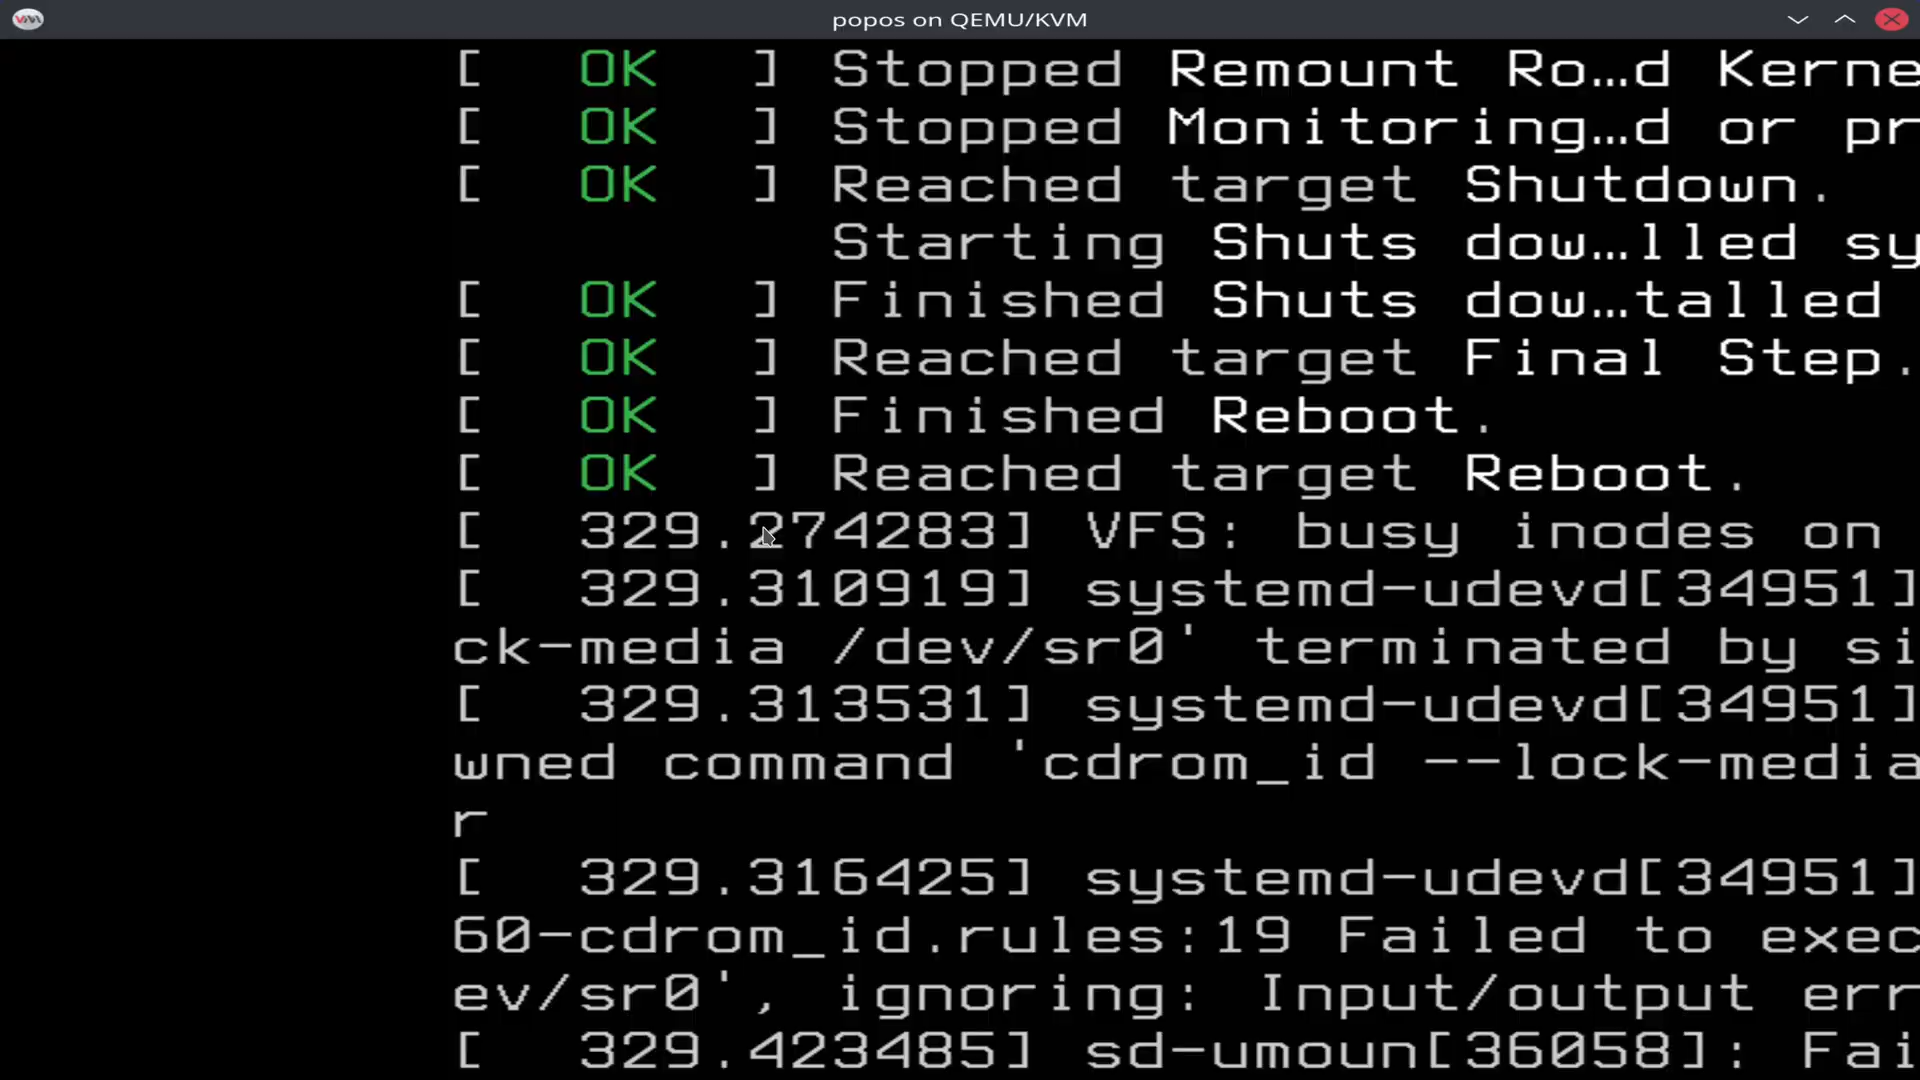 popos on QEMU/KVM
[ OK ] Stopped Remount Ro…d Kerne
[ OK ] Stopped Monitoring…d or pr
[ OK ] Reached target Shutdown.
Starting Shuts dow…lled sy
[ OK ] Finished Shuts dow…talled
[ OK ] Reached target Final Step.
[ OK ] Finished Reboot.
[ OK ] Reached target Reboot.
[ 329.274283] VFS: busy inodes on
[ 329.310919] systemd-udevd[34951]
ck-media /dev/sr0' terminated by si
[ 329.313531] systemd-udevd[34951]
wned command 'cdrom_id --lock-media
r
[ 329.316425] systemd-udevd[34951]
60-cdrom_id.rules:19 Failed to exec
ev/sr0', ignoring: Input/output err
[ 329.423485] sd-umoun[36058]: Fai